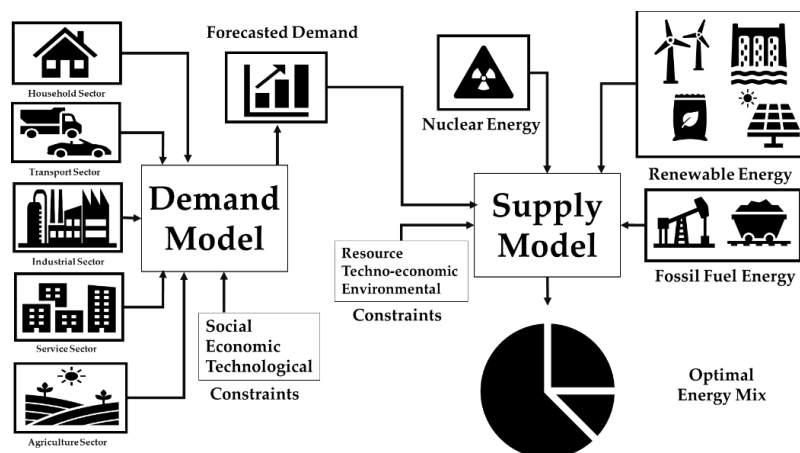 Household Sector
Transport Sector
Industrial Sector
Service Sector
Agriculture Sector
Demand
Model
Social
Economic
Technological
Constraints
Forecasted Demand
Nuclear Energy
Resource
Techno-economic
Environmental
Constraints
Supply
Model
Renewable Energy
Fossil Fuel Energy
Optimal
Energy Mix